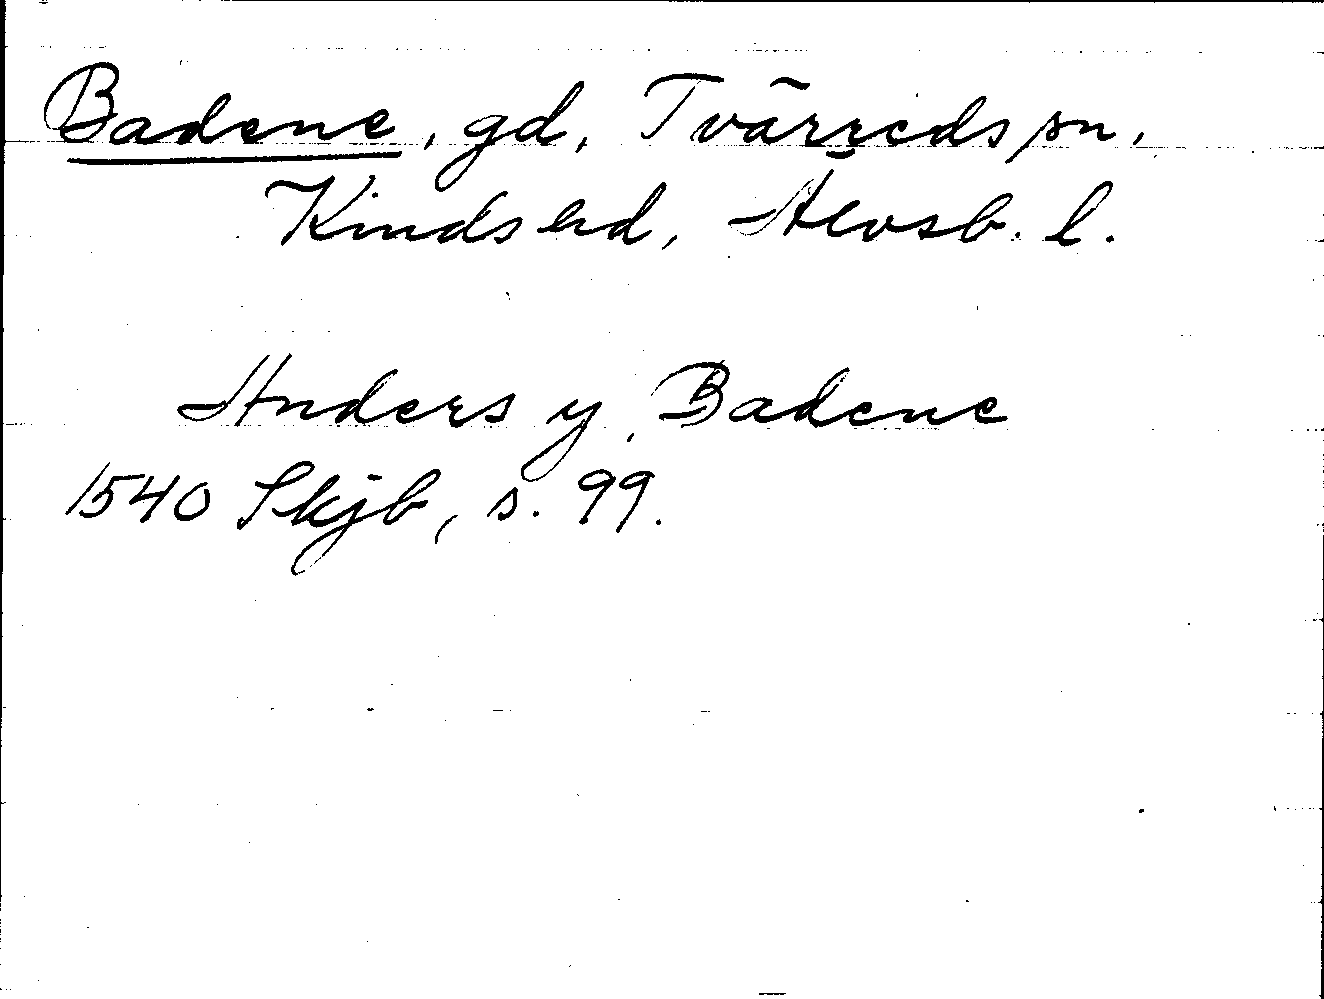 Badene, gd, Tvärreds sn,
Kinds hd, Älvsb. l.
Anders y Badene
1540 Skjb, s. 99.